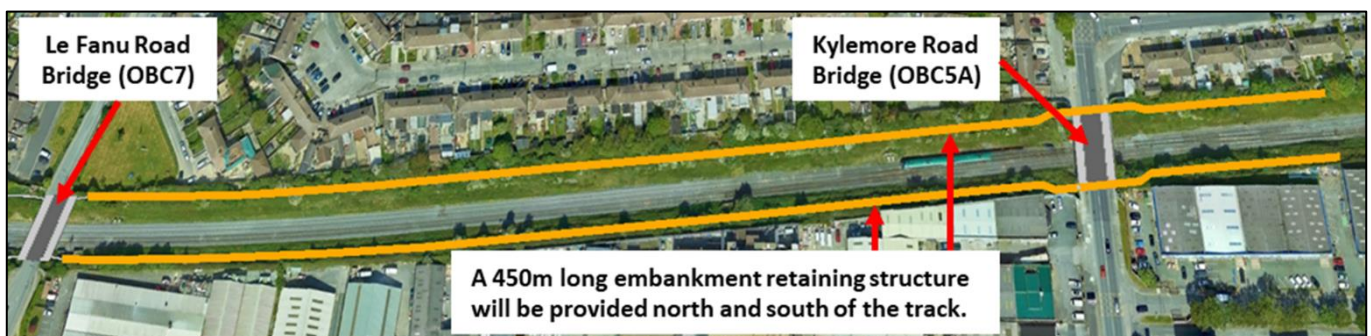 Le Fanu Road
Bridge (OBC7)
Kylemore Road
Bridge (OBC5A)
A 450m long embankment retaining structure
will be provided north and south of the track.